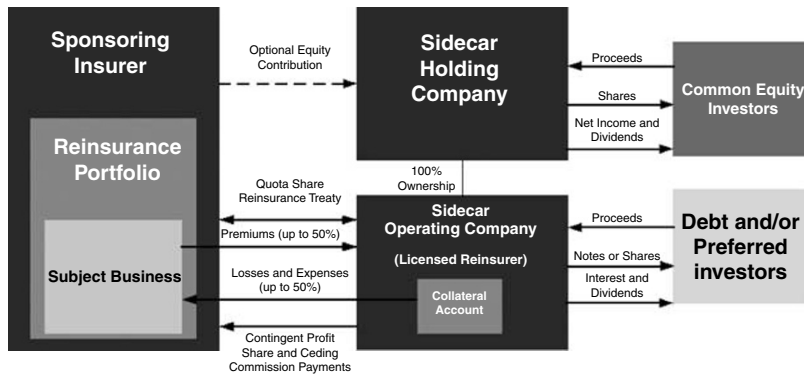 Sponsoring
Insurer
Reinsurance
Portfolio
Subject Business
Optional Equity
Contribution
Quota Share
Reinsurance Treaty
Premiums (up to 50%)
Losses and Expenses
(up to 50%)
Contingent Profit
Share and Ceding
Commission Payments
Sidecar
Holding
Company
100%
Ownership
Sidecar
Operating Company
(Licensed Reinsurer)
Collateral
Account
Proceeds
Shares
Net Income and
Dividends
Common Equity
Investors
Proceeds
Notes or Shares
Interest and
Dividends
Debt and/or
Preferred
investors